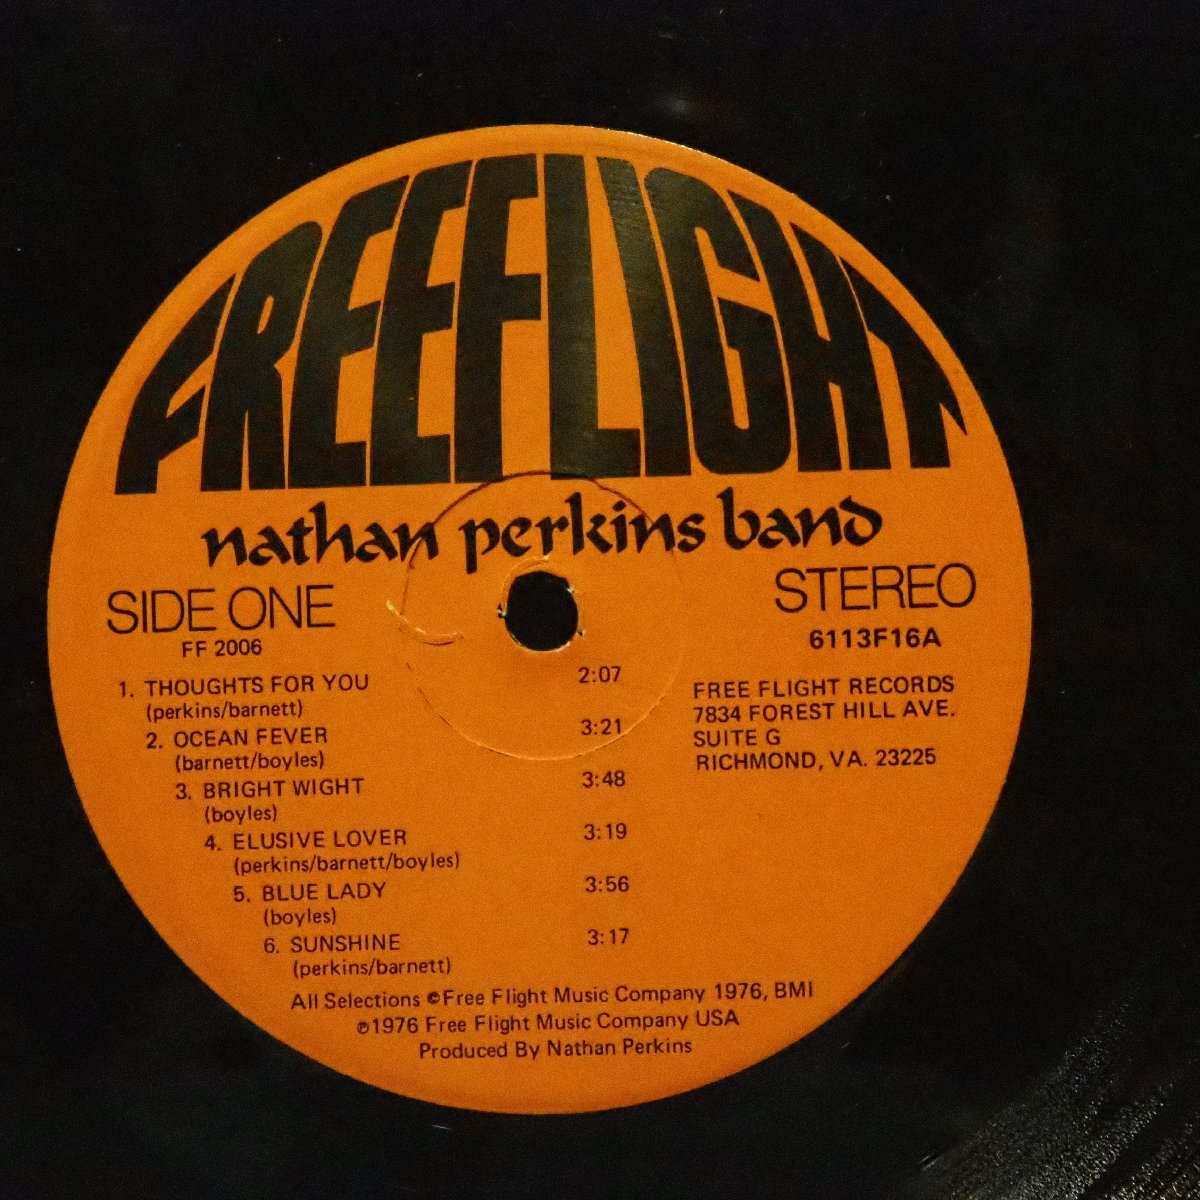 FREEFLIGHT
nathan perkins band
SIDE ONE
FF 2006
STEREO
6113F16A
1. THOUGHTS FOR YOU 2:07
(perkins/barnett)
2. OCEAN FEVER 3:21
(barnett/boyles)
3. BRIGHT WIGHT 3:48
(boyles)
4. ELUSIVE LOVER 3:19
(perkins/barnett/boyles)
5. BLUE LADY 3:56
(boyles)
6. SUNSHINE 3:17
(perkins/barnett)
FREE FLIGHT RECORDS
7834 FOREST HILL AVE.
SUITE G
RICHMOND, VA. 23225
All Selections ©Free Flight Music Company 1976, BMI
℗1976 Free Flight Music Company USA
Produced By Nathan Perkins